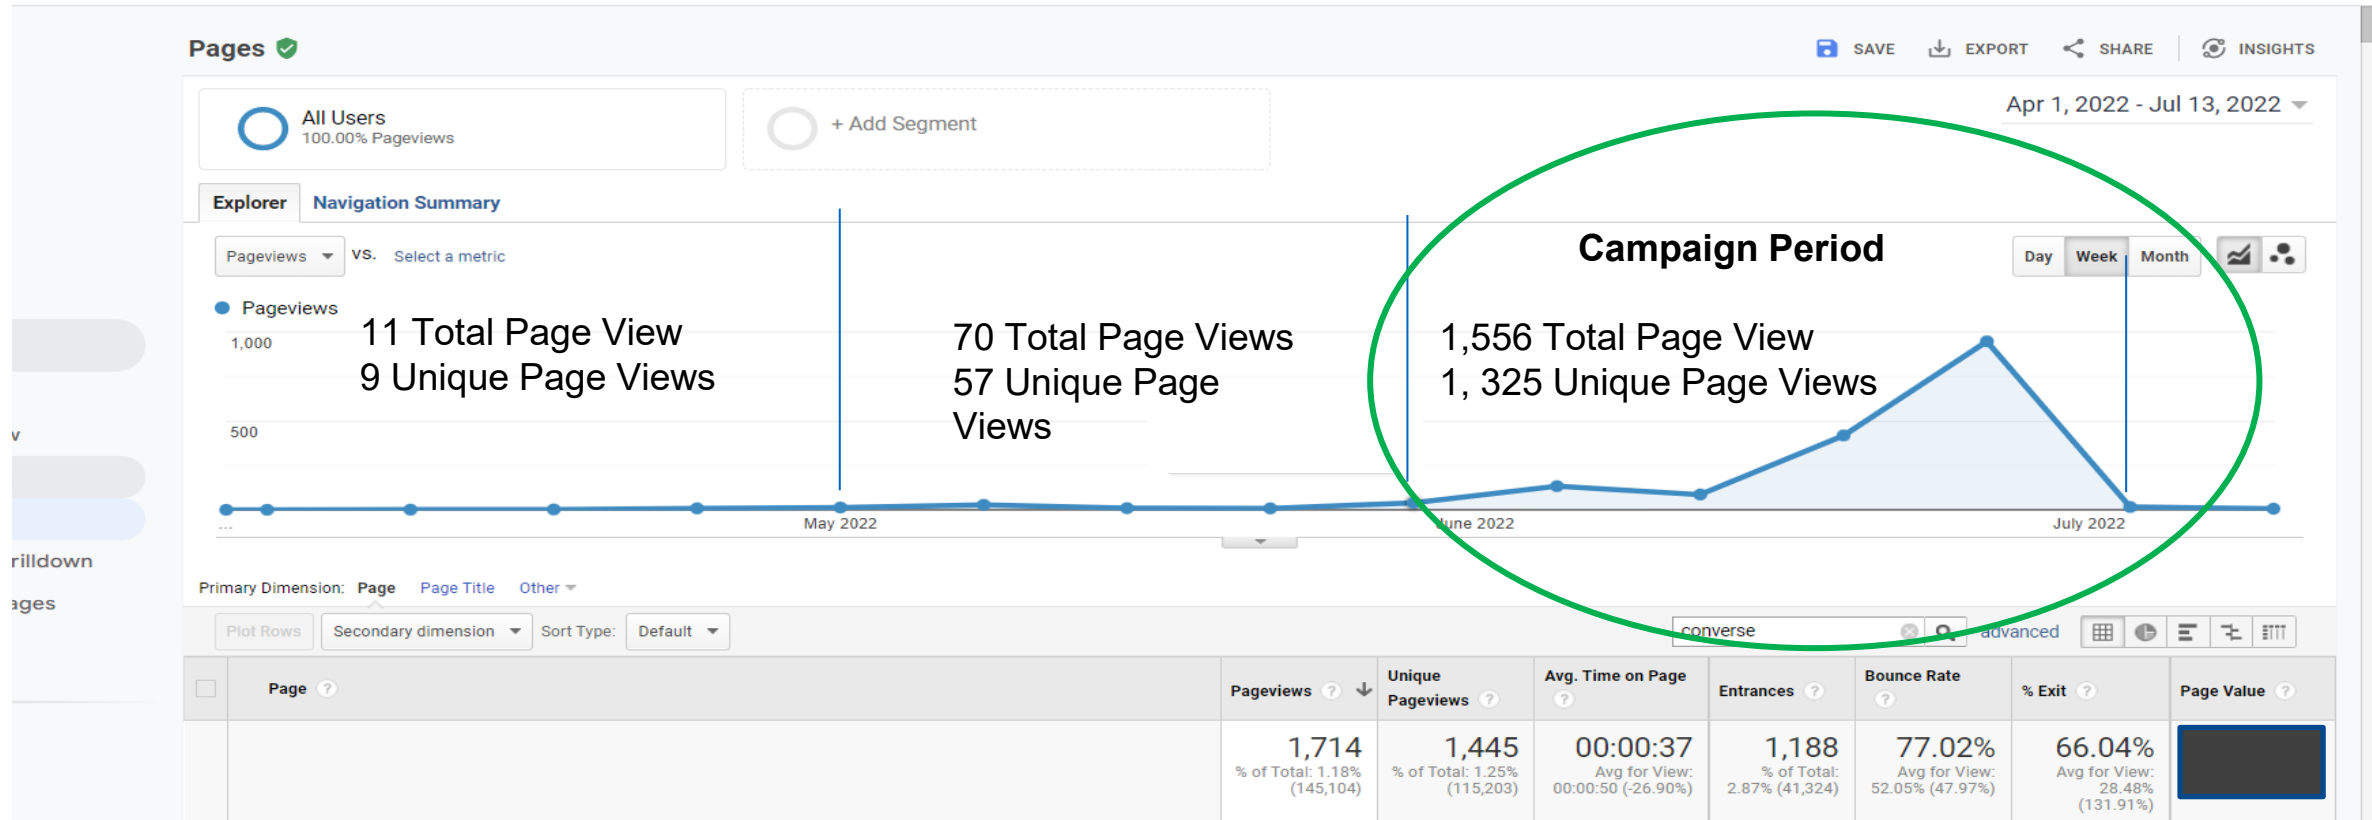 Pages
SAVE EXPORT SHARE INSIGHTS
All Users
100.00% Pageviews
+ Add Segment
Apr 1, 2022 - Jul 13, 2022
Explorer Navigation Summary
Campaign Period
Pageviews VS. Select a metric
Day Week Month
Pageviews
11 Total Page View
9 Unique Page Views
70 Total Page Views
57 Unique Page
Views
1,556 Total Page View
1, 325 Unique Page Views
1,000
500
... May 2022 June 2022 July 2022
rilldown
ages
Primary Dimension: Page Page Title Other
Plot Rows Secondary dimension Sort Type: Default
converse advanced
Page ? Pageviews ? Unique Pageviews ? Avg. Time on Page ? Entrances ? Bounce Rate ? % Exit ? Page Value ?
1,714 1,445 00:00:37 1,188 77.02% 66.04%
% of Total: 1.18% % of Total: 1.25% Avg for View: % of Total: Avg for View: Avg for View:
(145,104) (115,203) 00:00:50 (-26.90%) 2.87% (41,324) 52.05% (47.97%) 28.48%
(131.91%)